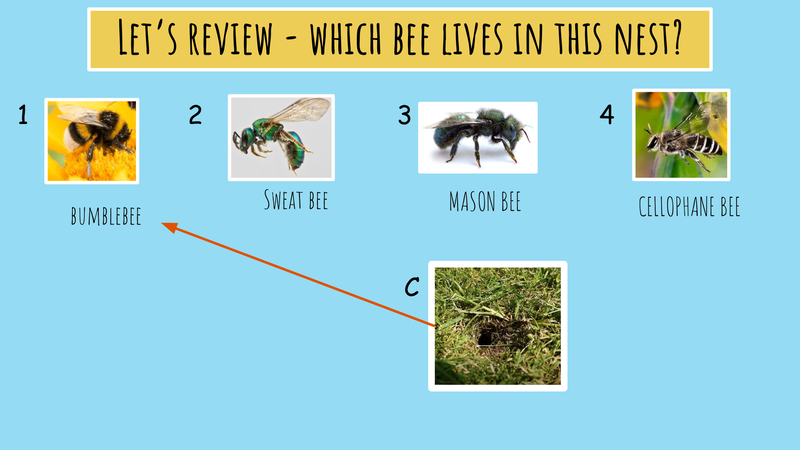 Let's review - which bee lives in this nest?
1
2
3
4
bumblebee
Sweat bee
mason bee
cellophane bee
C